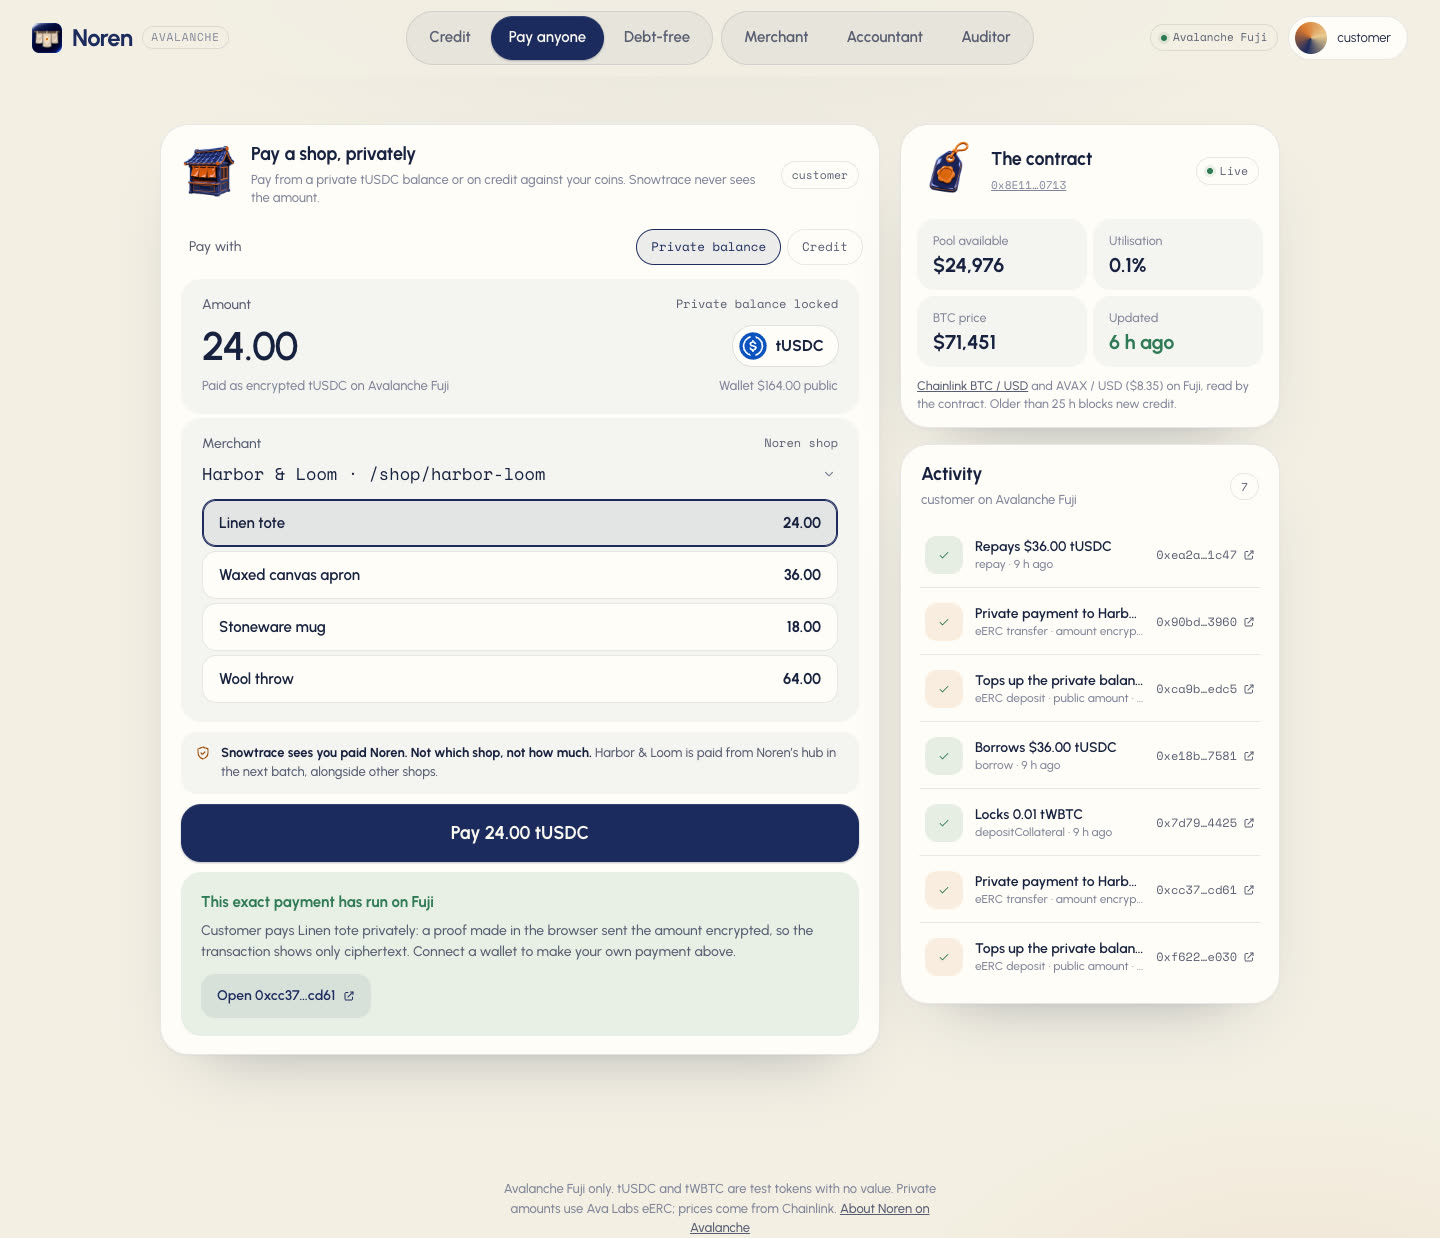 Noren
AVALANCHE
Credit
Pay anyone
Debt-free
Merchant
Accountant
Auditor
Avalanche Fuji
customer
Pay a shop, privately
Pay from a private tUSDC balance or on credit against your coins. Snowtrace never sees
the amount.
customer
Pay with
Private balance
Credit
Amount
Private balance locked
24.00
tUSDC
Paid as encrypted tUSDC on Avalanche Fuji
Wallet $164.00 public
Merchant
Noren shop
Harbor & Loom · /shop/harbor-loom
Linen tote 24.00
Waxed canvas apron 36.00
Stoneware mug 18.00
Wool throw 64.00
Snowtrace sees you paid Noren. Not which shop, not how much. Harbor & Loom is paid from Noren's hub in
the next batch, alongside other shops.
Pay 24.00 tUSDC
This exact payment has run on Fuji
Customer pays Linen tote privately: a proof made in the browser sent the amount encrypted, so the
transaction shows only ciphertext. Connect a wallet to make your own payment above.
Open 0xcc37…cd61
The contract
0x8E11…0713
Live
Pool available
$24,976
Utilisation
0.1%
BTC price
$71,451
Updated
6 h ago
Chainlink BTC / USD and AVAX / USD ($8.35) on Fuji, read by
the contract. Older than 25 h blocks new credit.
Activity
customer on Avalanche Fuji
7
Repays $36.00 tUSDC
repay · 9 h ago
0xea2a…1c47
Private payment to Harb…
eERC transfer · amount encryp…
0x90bd…3960
Tops up the private balan…
eERC deposit · public amount · …
0xca9b…edc5
Borrows $36.00 tUSDC
borrow · 9 h ago
0xe18b…7581
Locks 0.01 tWBTC
depositCollateral · 9 h ago
0x7d79…4425
Private payment to Harb…
eERC transfer · amount encryp…
0xcc37…cd61
Tops up the private balan…
eERC deposit · public amount · …
0xf622…e030
Avalanche Fuji only. tUSDC and tWBTC are test tokens with no value. Private
amounts use Ava Labs eERC; prices come from Chainlink. About Noren on
Avalanche